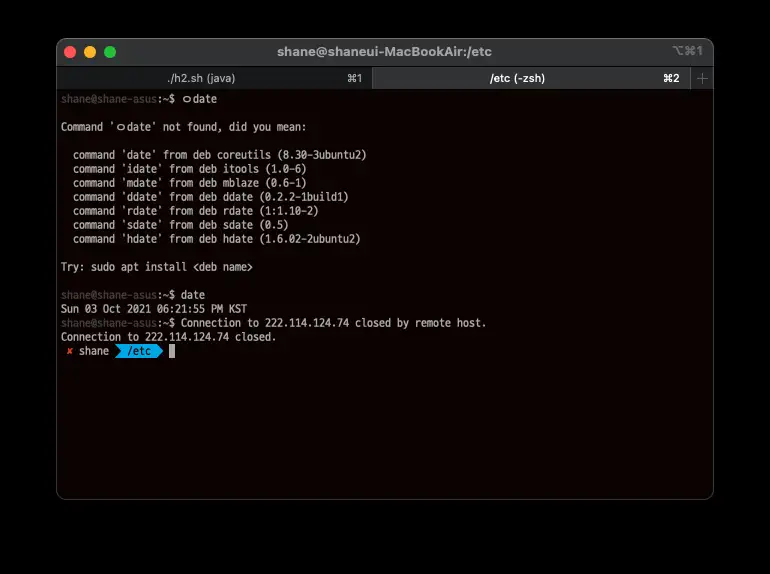 shane@shaneui-MacBookAir:/etc
⌥⌘1
./h2.sh (java) ⌘1
/etc (-zsh) ⌘2
shane@shane-asus:~$ ㅇdate
Command 'ㅇdate' not found, did you mean:
command 'date' from deb coreutils (8.30-3ubuntu2)
command 'idate' from deb itools (1.0-6)
command 'mdate' from deb mblaze (0.6-1)
command 'ddate' from deb ddate (0.2.2-1build1)
command 'rdate' from deb rdate (1:1.10-2)
command 'sdate' from deb sdate (0.5)
command 'hdate' from deb hdate (1.6.02-2ubuntu2)
Try: sudo apt install <deb name>
shane@shane-asus:~$ date
Sun 03 Oct 2021 06:21:55 PM KST
shane@shane-asus:~$ Connection to 222.114.124.74 closed by remote host.
Connection to 222.114.124.74 closed.
✘ shane /etc